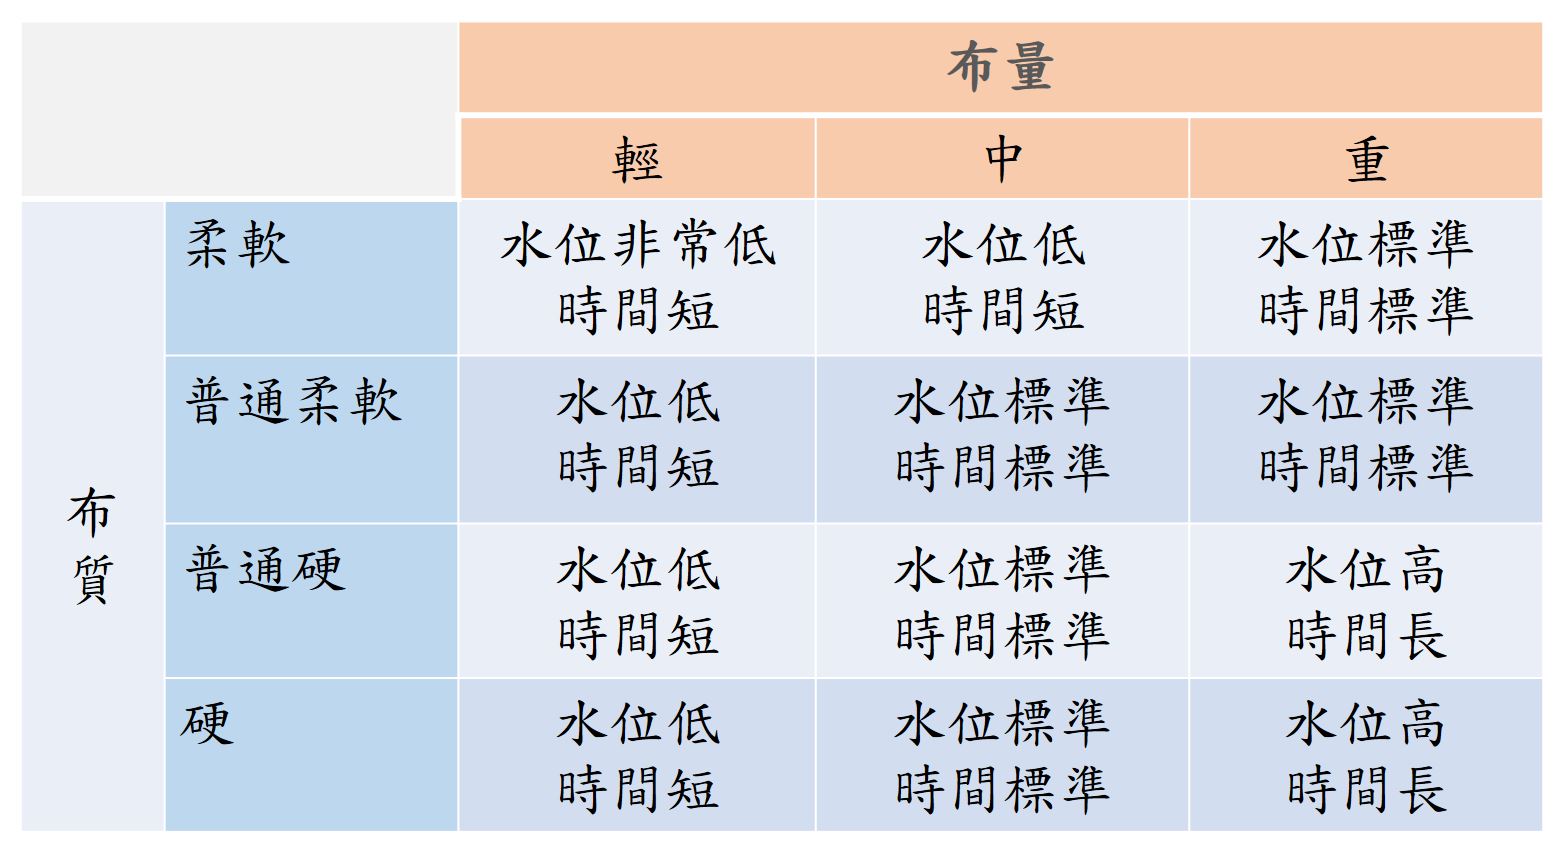 布量
輕
中
重
布
質
柔軟
水位非常低
時間短
水位低
時間短
水位標準
時間標準
普通柔軟
水位低
時間短
水位標準
時間標準
水位標準
時間標準
普通硬
水位低
時間短
水位標準
時間標準
水位高
時間長
硬
水位低
時間短
水位標準
時間標準
水位高
時間長